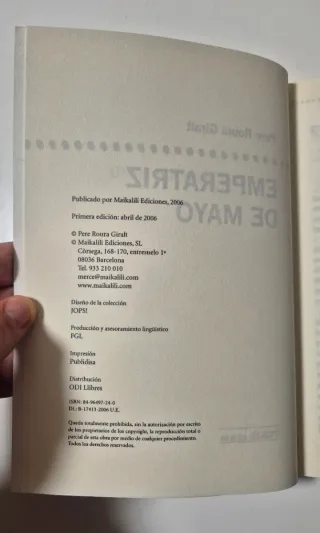 Pere Roura Giralt
EMPERATRIZ
DE MAYO
Publicado por Maikalili Ediciones, 2006
Primera edición: abril de 2006
© Pere Roura Giralt
© Maikalili Ediciones, SL
Còrsega, 168-170, entresuelo 1ª
08036 Barcelona
Tel. 933 210 010
merce@maikalili.com
www.maikalili.com
Diseño de la colección
JOPS!
Producción y asesoramiento lingüístico
FGL
Impresión
Publidisa
Distribución
ODI Llibres
ISBN: 84-96497-24-0
DL: B-17413-2006 U.E.
Queda totalmente prohibida, sin la autorización por escrito
de los propietarios de los copyrigts, la reproducción total o
parcial de esta obra por medio de cualquier procedimiento.
Todos los derechos reservados.